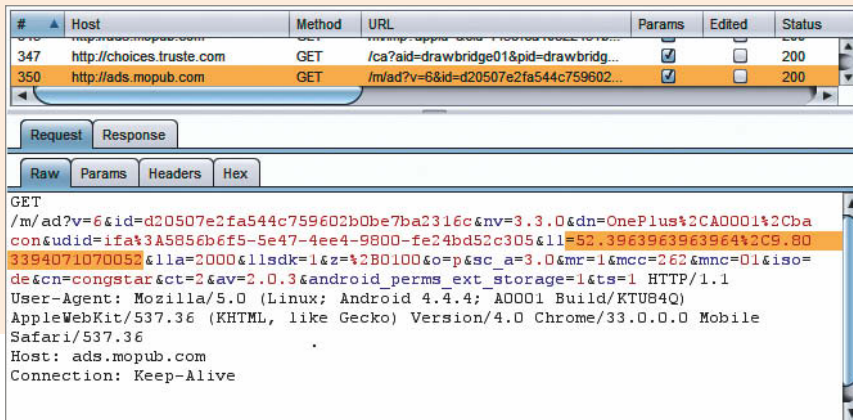 # Host Method URL Params Edited Status
347 http://choices.truste.com GET /ca?aid=drawbridge01&pid=drawbridg... 200
350 http://ads.mopub.com GET /m/ad?v=6&id=d20507e2fa544c759602... 200
Request Response
Raw Params Headers Hex
GET
/m/ad?v=6&id=d20507e2fa544c759602b0be7ba2316c&nv=3.3.0&dn=OnePlus%2CA0001%2Cba
con&udid=ifa%3A5856b6f5-5e47-4ee4-9800-fe24bd52c305&ll=52.3963963963964%2C9.80
3394071070052&lla=2000&llsdk=1&z=%2B0100&o=p&sc_a=3.0&mr=1&mcc=262&mnc=01&iso=
de&cn=congstar&ct=2&av=2.0.3&android_perms_ext_storage=1&ts=1 HTTP/1.1
User-Agent: Mozilla/5.0 (Linux; Android 4.4.4; A0001 Build/KTU84Q)
AppleWebKit/537.36 (KHTML, like Gecko) Version/4.0 Chrome/33.0.0.0 Mobile
Safari/537.36
Host: ads.mopub.com
Connection: Keep-Alive